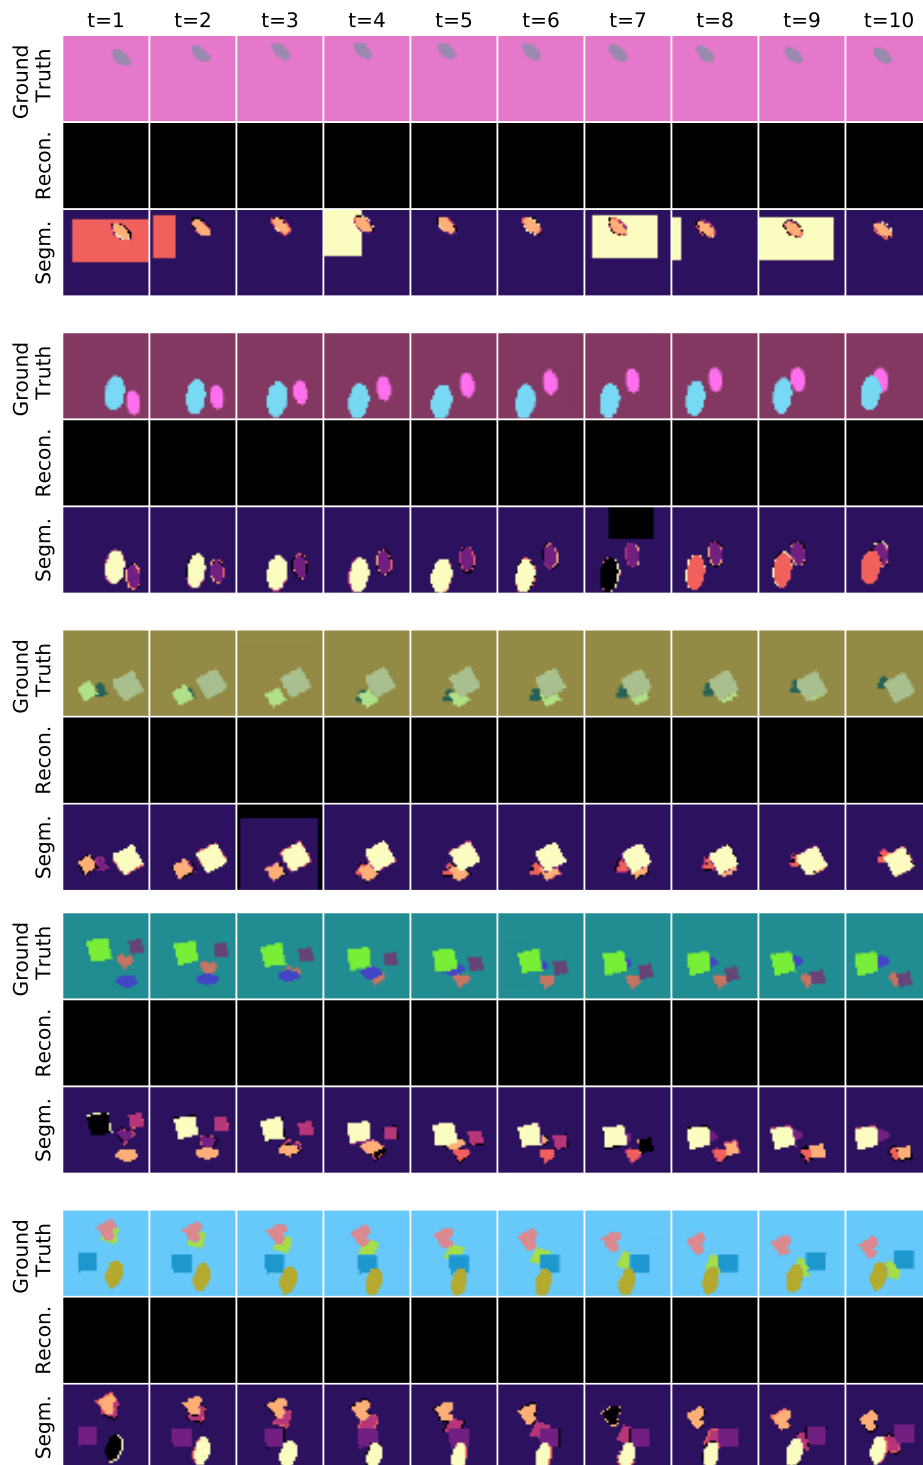 t=1 t=2 t=3 t=4 t=5 t=6 t=7 t=8 t=9 t=10
Ground
Truth
Recon.
Segm.
Ground
Truth
Recon.
Segm.
Ground
Truth
Recon.
Segm.
Ground
Truth
Recon.
Segm.
Ground
Truth
Recon.
Segm.